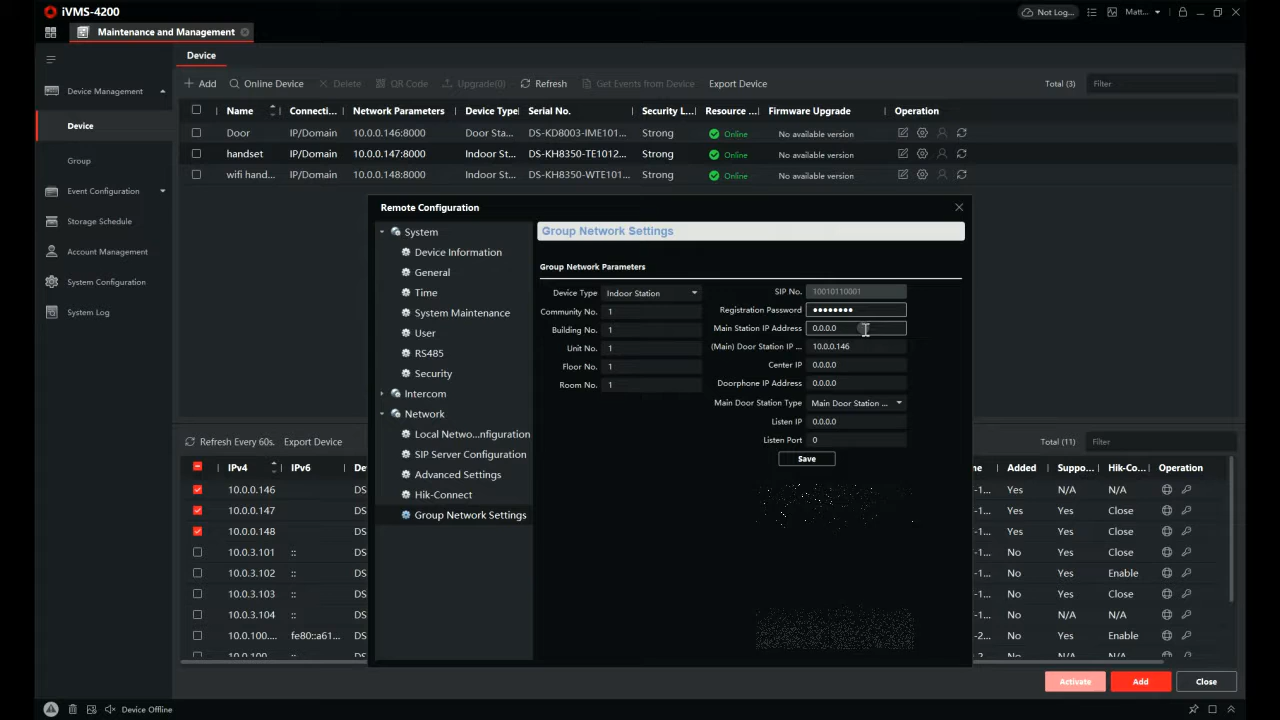 iVMS-4200
Not Log...
Matt...
Maintenance and Management
Device
Device Management
Device
Group
Event Configuration
Storage Schedule
Account Management
System Configuration
System Log
Add Online Device Delete QR Code Upgrade(0) Refresh Get Events from Device Export Device Total (3) Filter
Name Connecti... Network Parameters Device Type Serial No. Security L... Resource ... Firmware Upgrade Operation
Door IP/Domain 10.0.0.146:8000 Door Sta... DS-KD8003-IME101... Strong Online No available version
handset IP/Domain 10.0.0.147:8000 Indoor St... DS-KH8350-TE1012... Strong Online No available version
wifi hand... IP/Domain 10.0.0.148:8000 Indoor St... DS-KH8350-WTE101... Strong Online No available version
Remote Configuration
System
Device Information
General
Time
System Maintenance
User
RS485
Security
Intercom
Network
Local Netwo...nfiguration
SIP Server Configuration
Advanced Settings
Hik-Connect
Group Network Settings
Group Network Settings
Group Network Parameters
Device Type Indoor Station
Community No. 1
Building No. 1
Unit No. 1
Floor No. 1
Room No. 1
SIP No. 10010110001
Registration Password ••••••••
Main Station IP Address 0.0.0.0
(Main) Door Station IP ... 10.0.0.146
Center IP 0.0.0.0
Doorphone IP Address 0.0.0.0
Main Door Station Type Main Door Station ...
Listen IP 0.0.0.0
Listen Port 0
Save
Refresh Every 60s. Export Device Total (11) Filter
IPv4 IPv6 De Added Suppo... Hik-Co... Operation
10.0.0.146 DS -1... Yes N/A N/A
10.0.0.147 DS -1... Yes Yes Close
10.0.0.148 DS -1... Yes Yes Close
10.0.3.101 :: DS -1... No Yes Close
10.0.3.102 :: DS -1... No Yes Enable
10.0.3.103 :: DS -1... No Yes Close
10.0.3.104 :: DS -1... No N/A N/A
10.0.100.... fe80::a61... DS -2... No Yes Enable
Activate Add Close
Device Offline